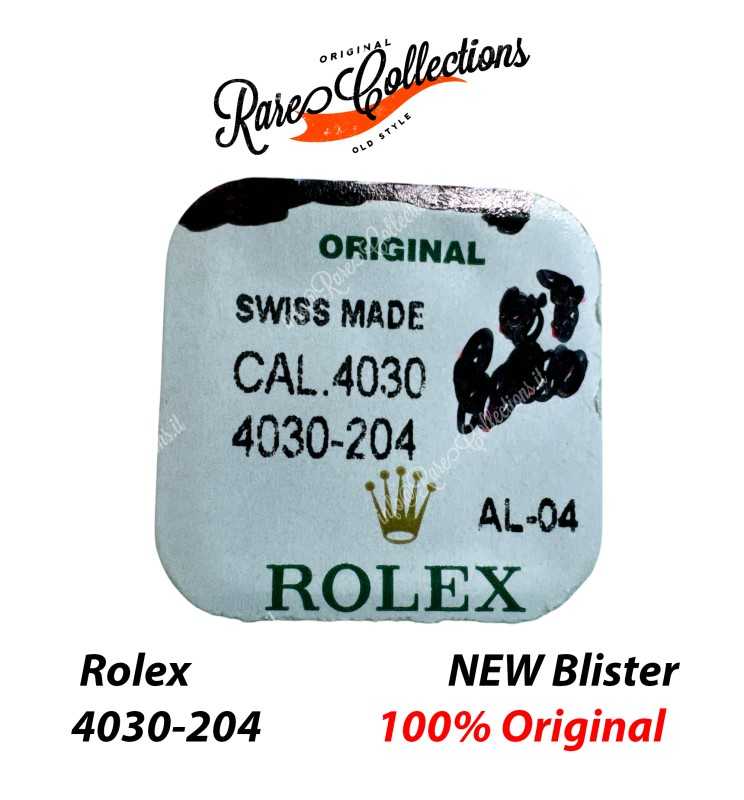 ORIGINAL
Rare Collections
OLD STYLE
ORIGINAL
SWISS MADE
CAL.4030
4030-204
AL-04
ROLEX
Rolex
NEW Blister
4030-204
100% Original